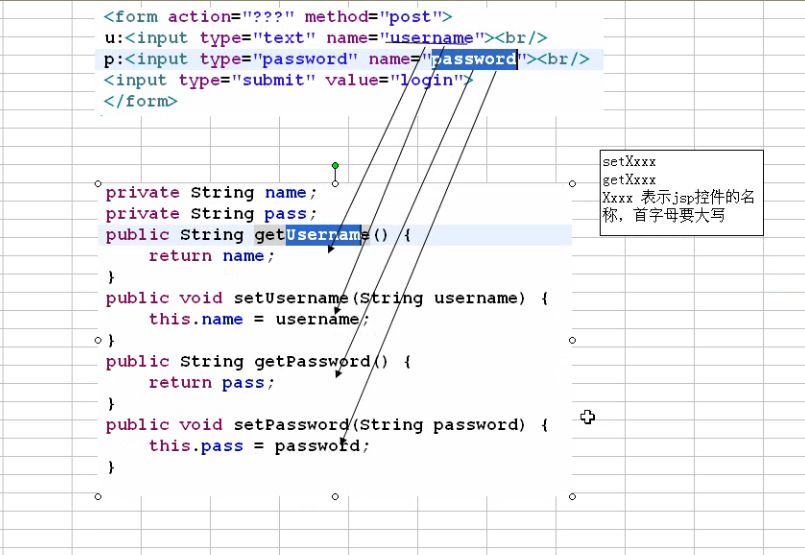 <form action="???" method="post">
u:<input type="text" name="username"><br/>
p:<input type="password" name="password"><br/>
<input type="submit" value="login">
</form>
setXxxx
getXxxx
Xxxx 表示jsp控件的名
称，首字母要大写
private String name;
private String pass;
public String getUsername() {
    return name;
}
public void setUsername(String username) {
    this.name = username;
}
public String getPassword() {
    return pass;
}
public void setPassword(String password) {
    this.pass = password;
}